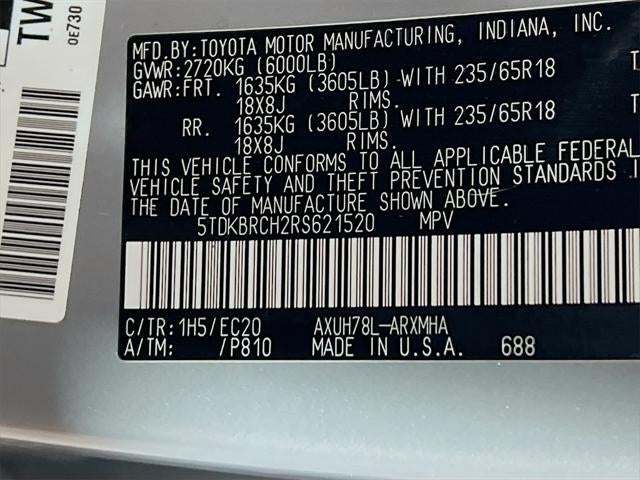 TW
0E730
MFD.BY:TOYOTA MOTOR MANUFACTURING, INDIANA, INC.
GVWR:2720KG (6000LB)
GAWR:FRT. 1635KG (3605LB) WITH 235/65R18
18X8J RIMS.
RR. 1635KG (3605LB) WITH 235/65R18
18X8J RIMS.
THIS VEHICLE CONFORMS TO ALL APPLICABLE FEDERAL
VEHICLE SAFETY AND THEFT PREVENTION STANDARDS I
THE DATE OF MANUFACTURE SHOWN ABOVE.
5TDKBRCH2RS621520 MPV
C/TR:1H5/EC20 AXUH78L-ARXMHA
A/TM: /P810 MADE IN U.S.A. 688